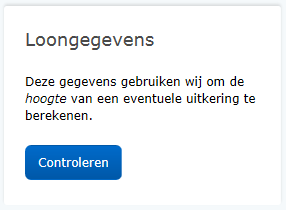 Loongegevens
Deze gegevens gebruiken wij om de
hoogte van een eventuele uitkering te
berekenen.
Controleren